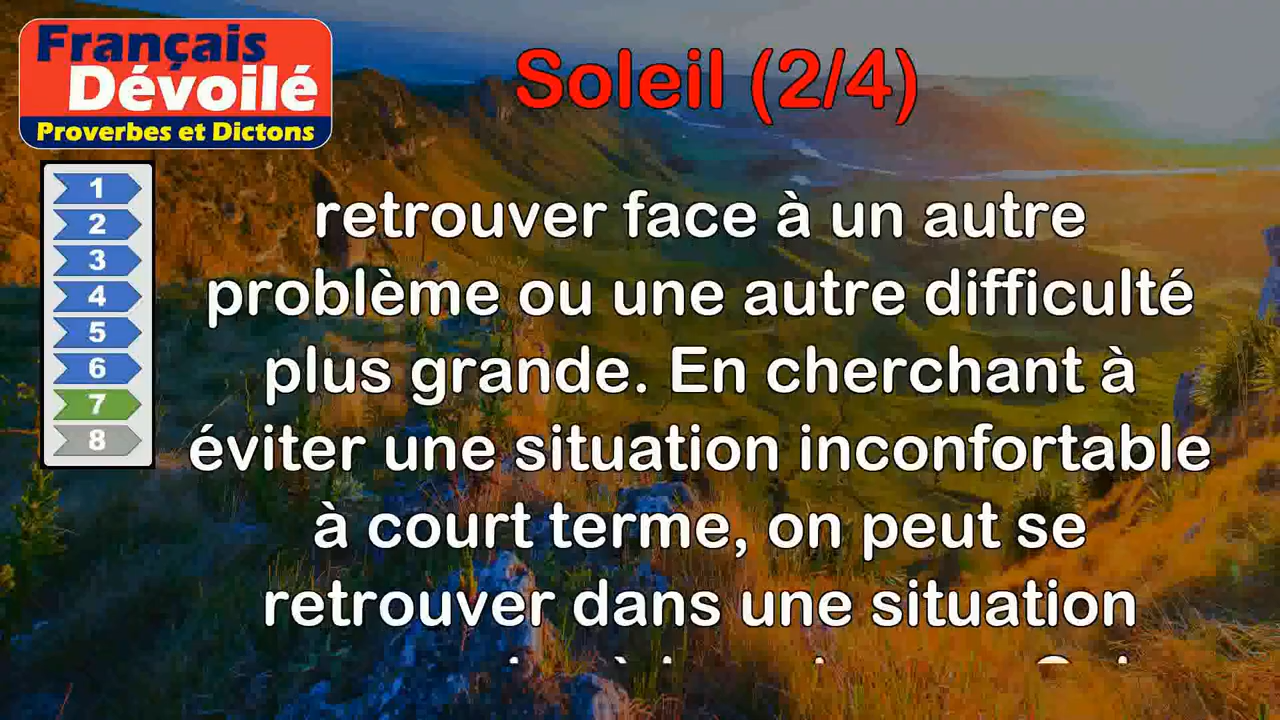 Français
Dévoilé
Proverbes et Dictons
Soleil (2/4)
1
2
3
4
5
6
7
8
retrouver face à un autre
problème ou une autre difficulté
plus grande. En cherchant à
éviter une situation inconfortable
à court terme, on peut se
retrouver dans une situation